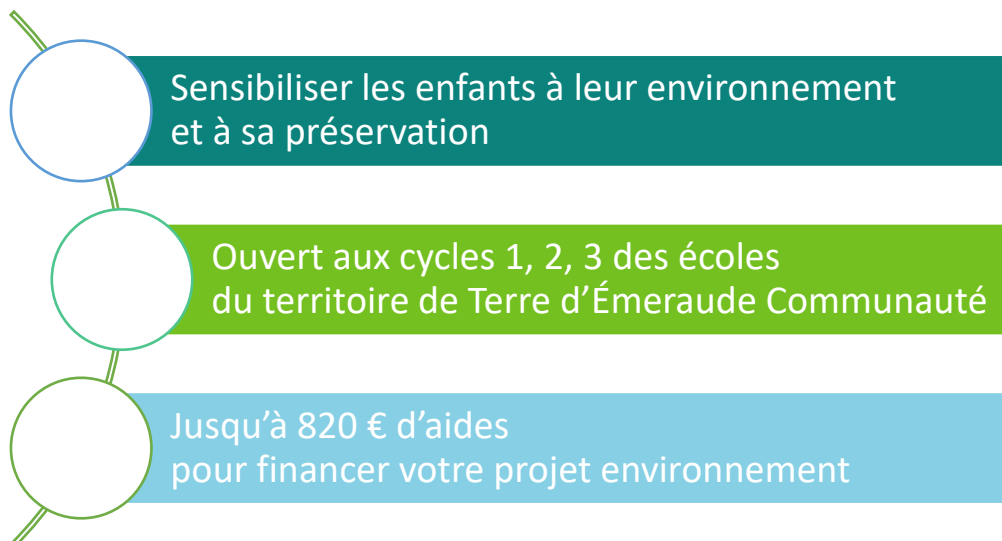 Sensibiliser les enfants à leur environnement
et à sa préservation
Ouvert aux cycles 1, 2, 3 des écoles
du territoire de Terre d’Émeraude Communauté
Jusqu’à 820 € d’aides
pour financer votre projet environnement